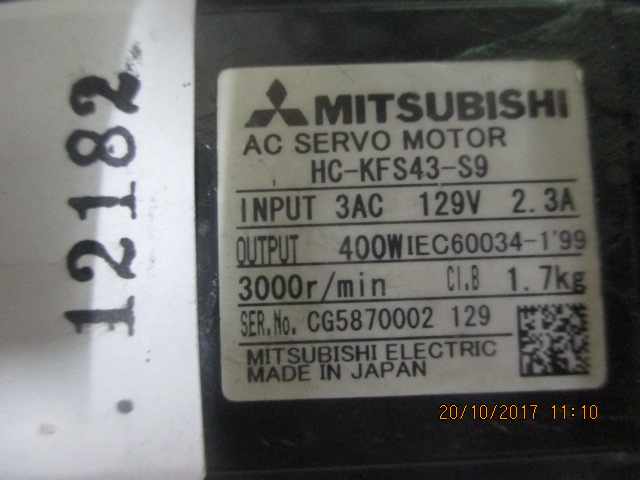 12182
MITSUBISHI
AC SERVO MOTOR
HC-KFS43-S9
INPUT 3AC 129V 2.3A
OUTPUT 400W IEC60034-1'99
3000r/min CI.B 1.7kg
SER.No. CG5870002 129
MITSUBISHI ELECTRIC
MADE IN JAPAN
20/10/2017 11:10